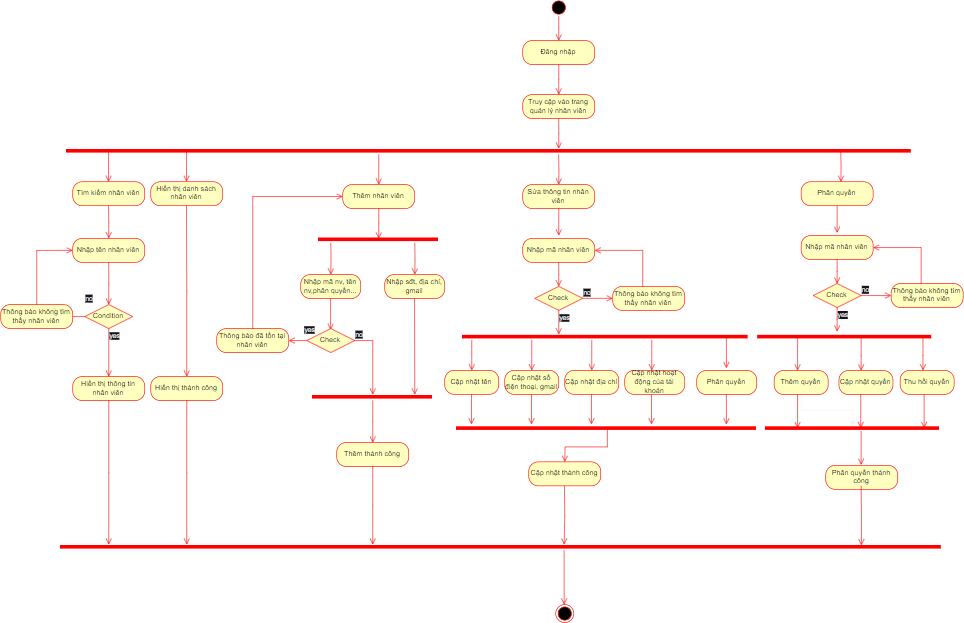 Đăng nhập
Truy cập vào trang
quản lý nhân viên
Tìm kiếm nhân viên
Hiển thị danh sách
nhân viên
Thêm nhân viên
Sửa thông tin nhân
viên
Phân quyền
Nhập tên nhân viên
Nhập mã nhân viên
Nhập mã nhân viên
no
Thông báo không tìm
thấy nhân viên
Condition
yes
Nhập mã nv, tên
nv,phân quyền...
Nhập sđt, địa chỉ,
gmail
Thông báo đã tồn tại
nhân viên
yes
Check
no
Check
no
Thông báo không tìm
thấy nhân viên
yes
Check
no
Thông báo không tìm
thấy nhân viên
yes
Hiển thị thông tin
nhân viên
Hiển thị thành công
Cập nhật tên
Cập nhật số
điện thoại, gmail
Cập nhật địa chỉ
Cập nhật hoạt
động của tài
khoản
Phân quyền
Thêm quyền
Cập nhật quyền
Thu hồi quyền
Thêm thành công
Cập nhật thành công
Phân quyền thành
công